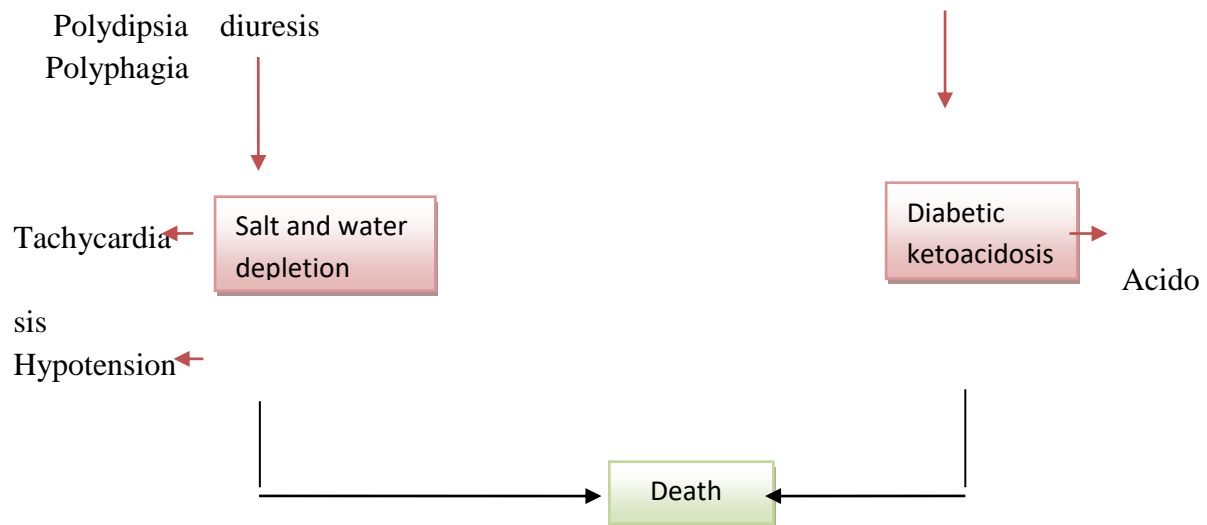 Polydipsia diuresis
Polyphagia
Salt and water
depletion
Diabetic
ketoacidosis
Tachycardia
Acido
sis
Hypotension
Death